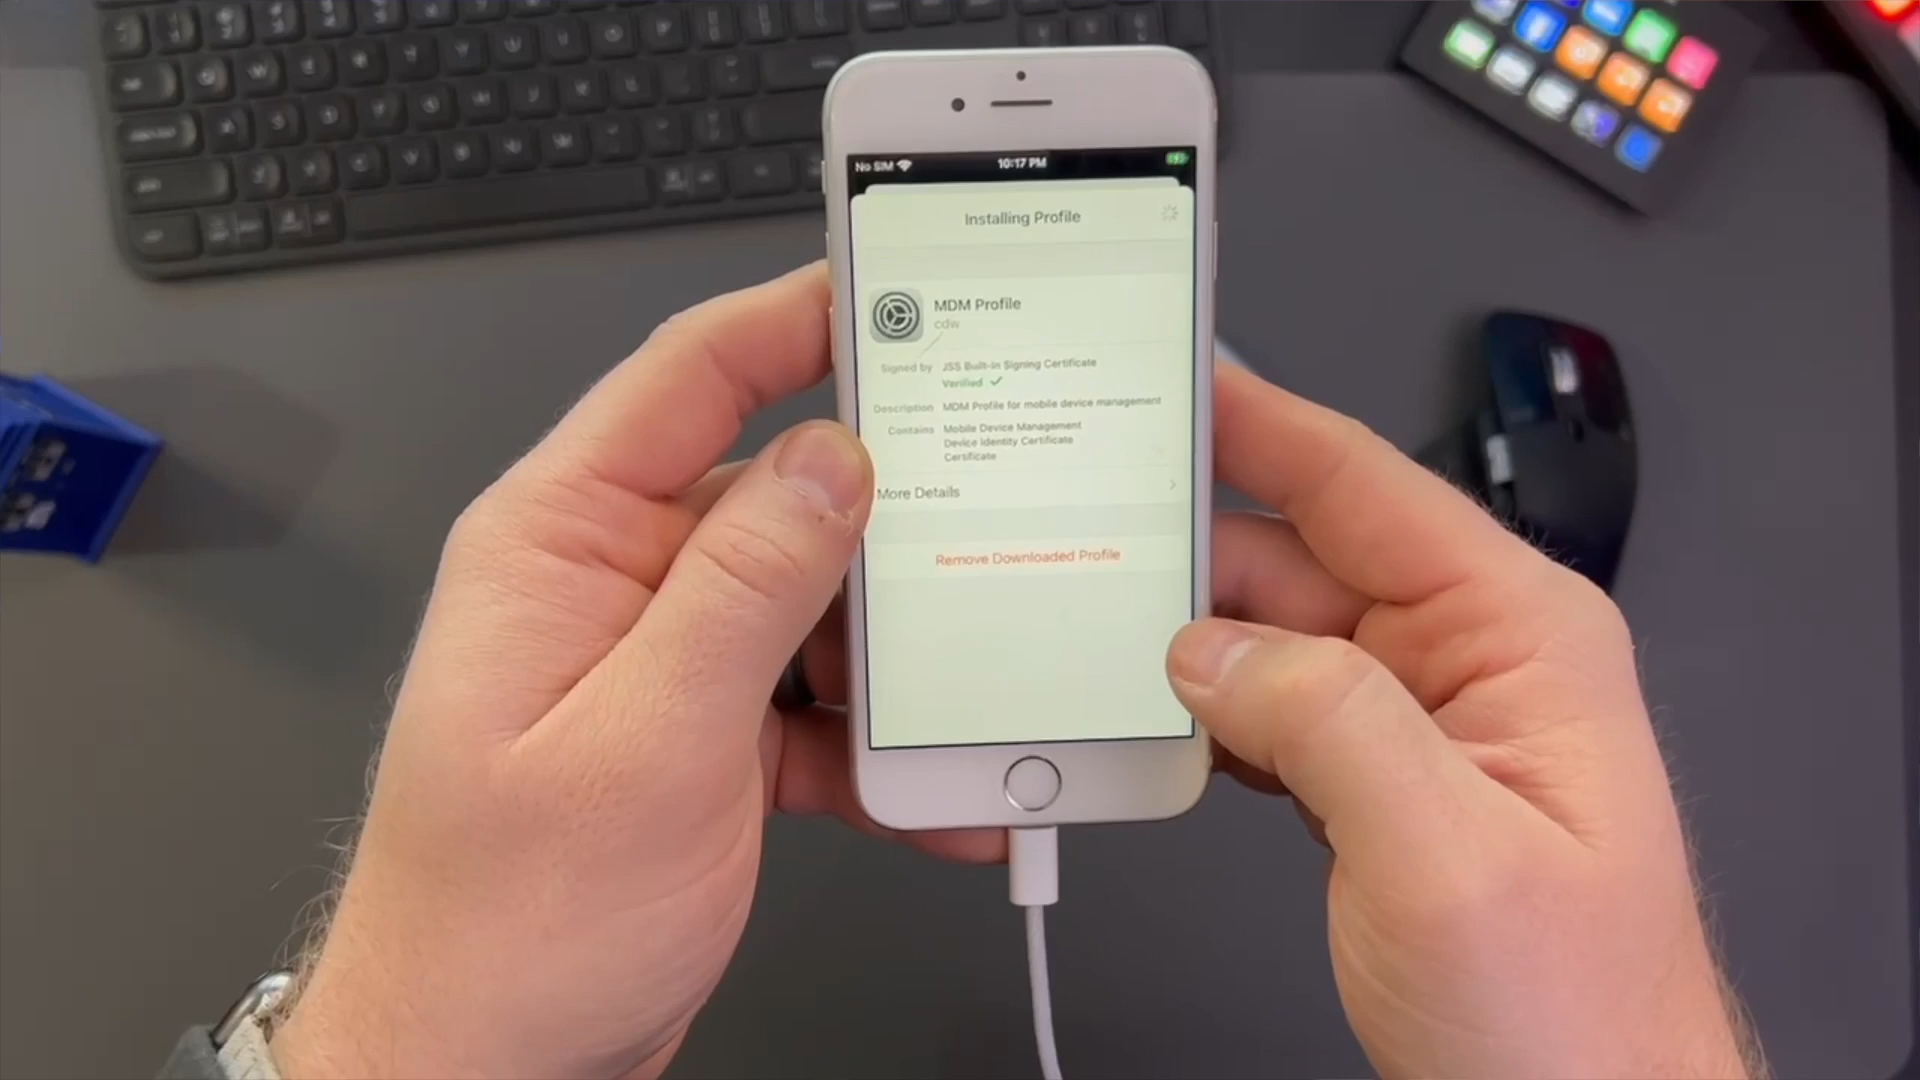 No SIM
10:17 PM
Installing Profile
MDM Profile
cdw
Signed by JSS Built-In Signing Certificate
Verified ✓
Description MDM Profile for mobile device management
Contains Mobile Device Management
Device Identity Certificate
Certificate
More Details
Remove Downloaded Profile